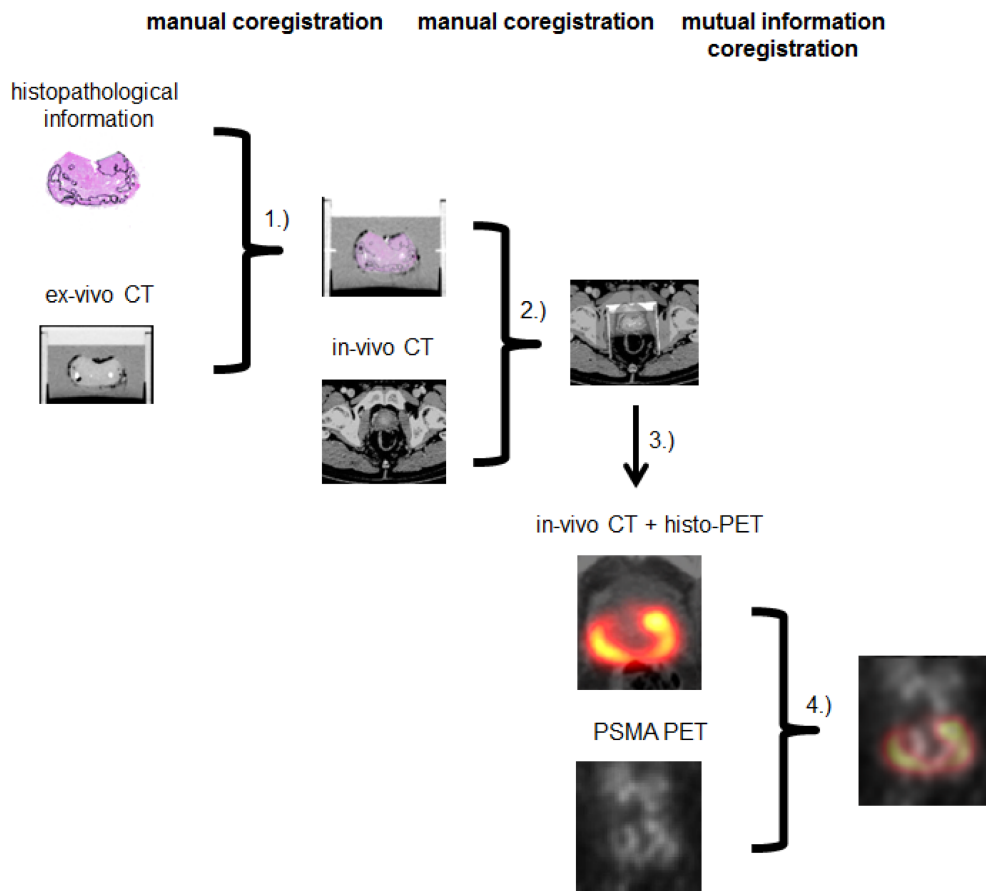 manual coregistration
manual coregistration
mutual information
coregistration
histopathological
information
1.)
ex-vivo CT
2.)
in-vivo CT
3.)
in-vivo CT + histo-PET
4.)
PSMA PET